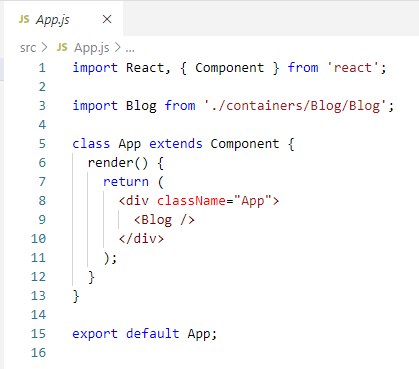 JS App.js ×
src > JS App.js > ...
1 import React, { Component } from 'react';
2
3 import Blog from './containers/Blog/Blog';
4
5 class App extends Component {
6   render() {
7     return (
8       <div className="App">
9         <Blog />
10       </div>
11     );
12   }
13 }
14
15 export default App;
16